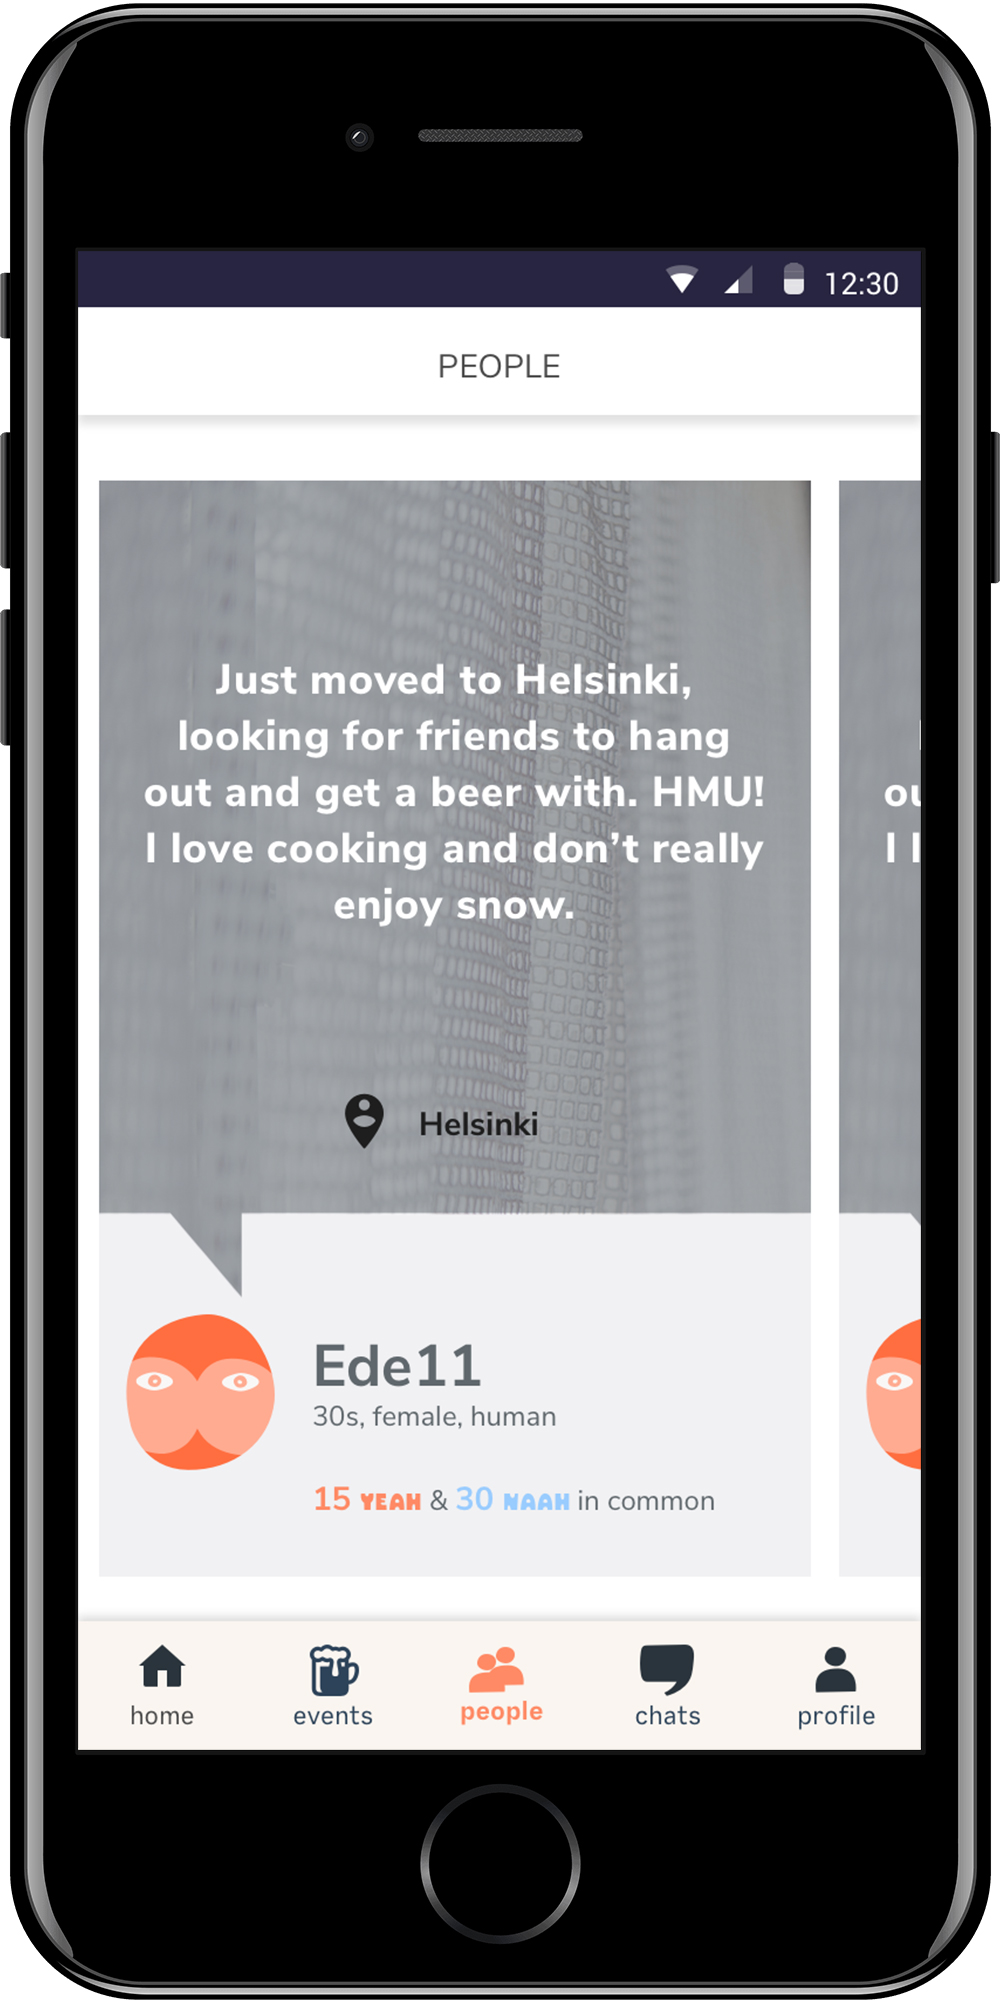 12:30
PEOPLE
Just moved to Helsinki,
looking for friends to hang
out and get a beer with. HMU!
I love cooking and don’t really
enjoy snow.
Helsinki
Ede11
30s, female, human
15 YEAH & 30 NAAH in common
home events people chats profile